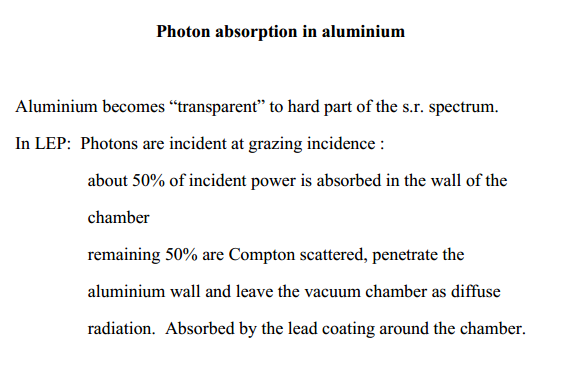 Photon absorption in aluminium
Aluminium becomes “transparent” to hard part of the s.r. spectrum.
In LEP:  Photons are incident at grazing incidence :
about 50% of incident power is absorbed in the wall of the
chamber
remaining 50% are Compton scattered, penetrate the
aluminium wall and leave the vacuum chamber as diffuse
radiation.  Absorbed by the lead coating around the chamber.